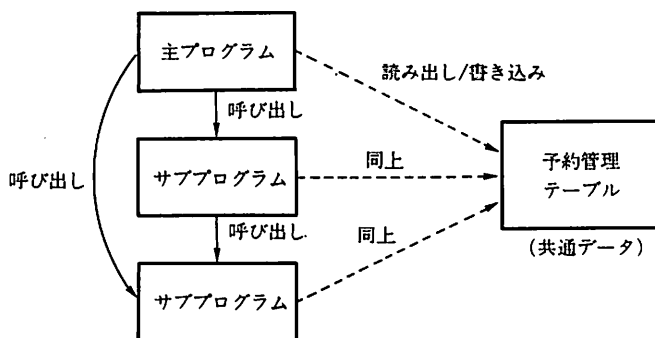 主プログラム
読み出し/書き込み
呼び出し
予約管理
テーブル
呼び出し
サブプログラム
同上
(共通データ)
呼び出し
同上
サブプログラム